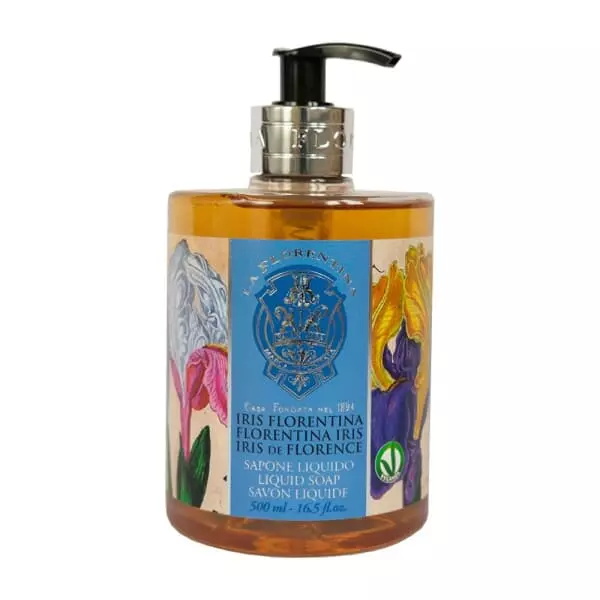 A FLOR
LA FLORENTINA
CASA FONDATA NEL 1894
IRIS FLORENTINA
FLORENTINA IRIS
IRIS DE FLORENCE
SAPONE LIQUIDO
LIQUID SOAP
SAVON LIQUIDE
500 ml - 16.5 fl.oz.